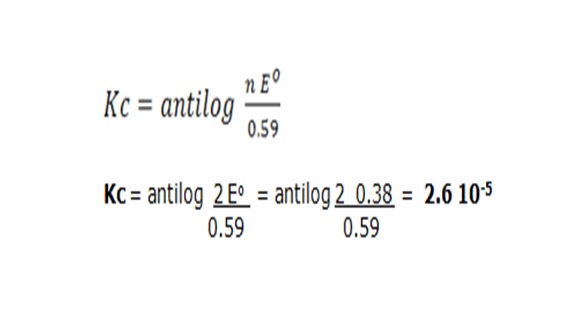 Kc = antilog n E⁰
0.59
Kc = antilog 2 Eº = antilog 2 0.38 = 2.6 10⁻⁵
0.59 0.59